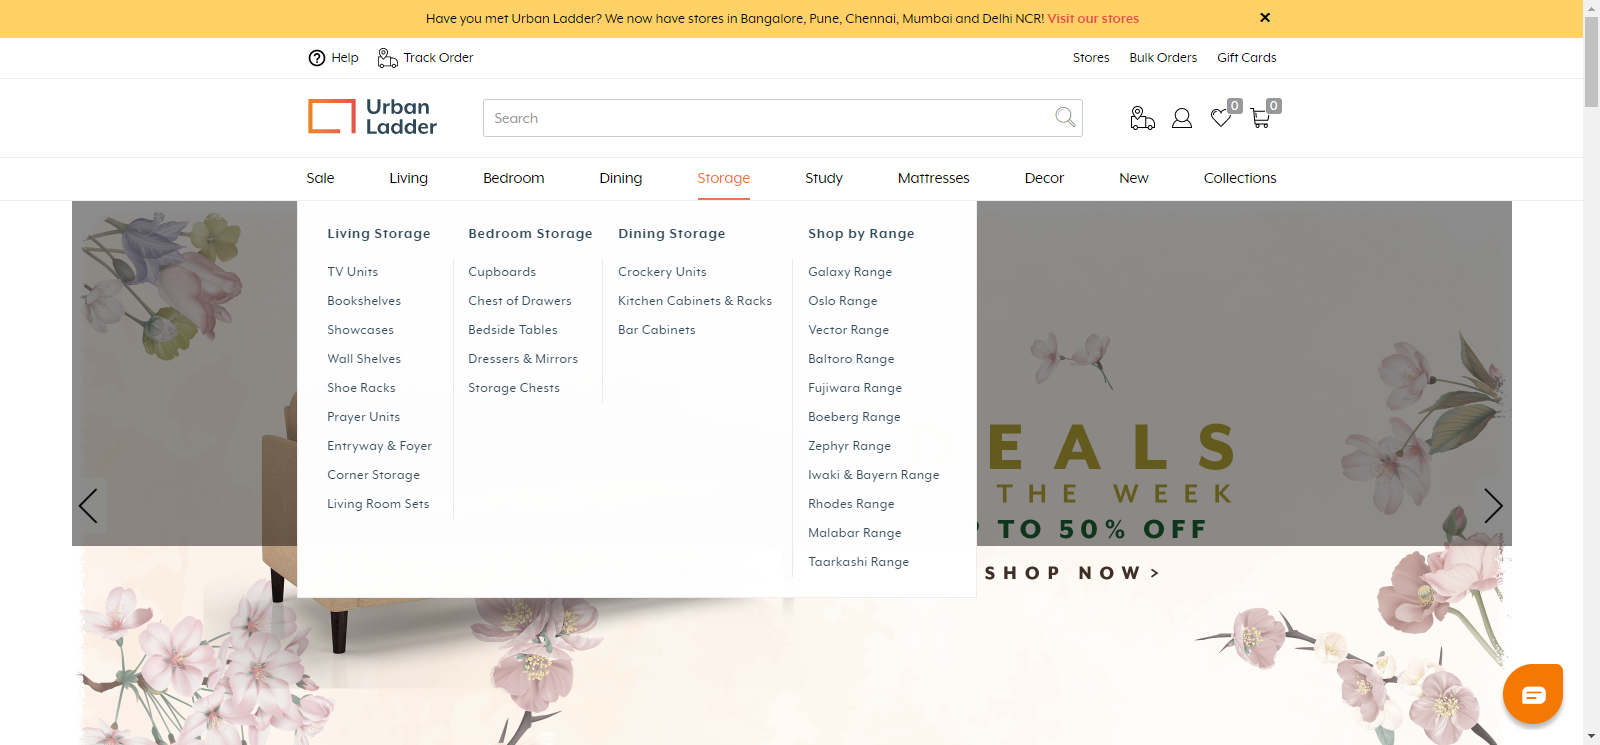 Have you met Urban Ladder? We now have stores in Bangalore, Pune, Chennai, Mumbai and Delhi NCR! Visit our stores
Help
Track Order
Stores
Bulk Orders
Gift Cards
Urban
Ladder
Search
0
0
Sale
Living
Bedroom
Dining
Storage
Study
Mattresses
Decor
New
Collections
Living Storage
TV Units
Bookshelves
Showcases
Wall Shelves
Shoe Racks
Prayer Units
Entryway & Foyer
Corner Storage
Living Room Sets
Bedroom Storage
Cupboards
Chest of Drawers
Bedside Tables
Dressers & Mirrors
Storage Chests
Dining Storage
Crockery Units
Kitchen Cabinets & Racks
Bar Cabinets
Shop by Range
Galaxy Range
Oslo Range
Vector Range
Baltoro Range
Fujiwara Range
Boeberg Range
Zephyr Range
Iwaki & Bayern Range
Rhodes Range
Malabar Range
Taarkashi Range
DEALS
THE WEEK
TO 50% OFF
SHOP NOW >